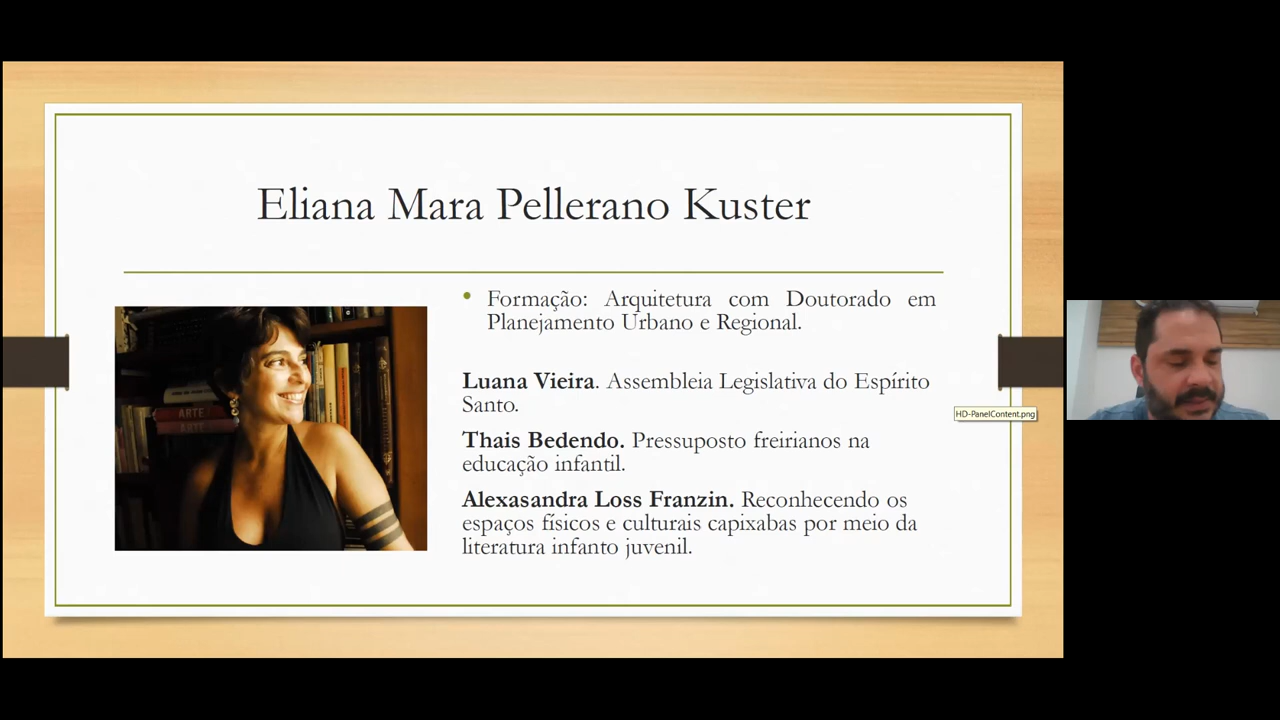 Eliana Mara Pellerano Kuster
• Formação: Arquitetura com Doutorado em
Planejamento Urbano e Regional.
Luana Vieira. Assembleia Legislativa do Espírito
Santo.
Thais Bedendo. Pressuposto freirianos na
educação infantil.
Alexasandra Loss Franzin. Reconhecendo os
espaços físicos e culturais capixabas por meio da
literatura infanto juvenil.
ARTE
ARTE
HD-PanelContent.png